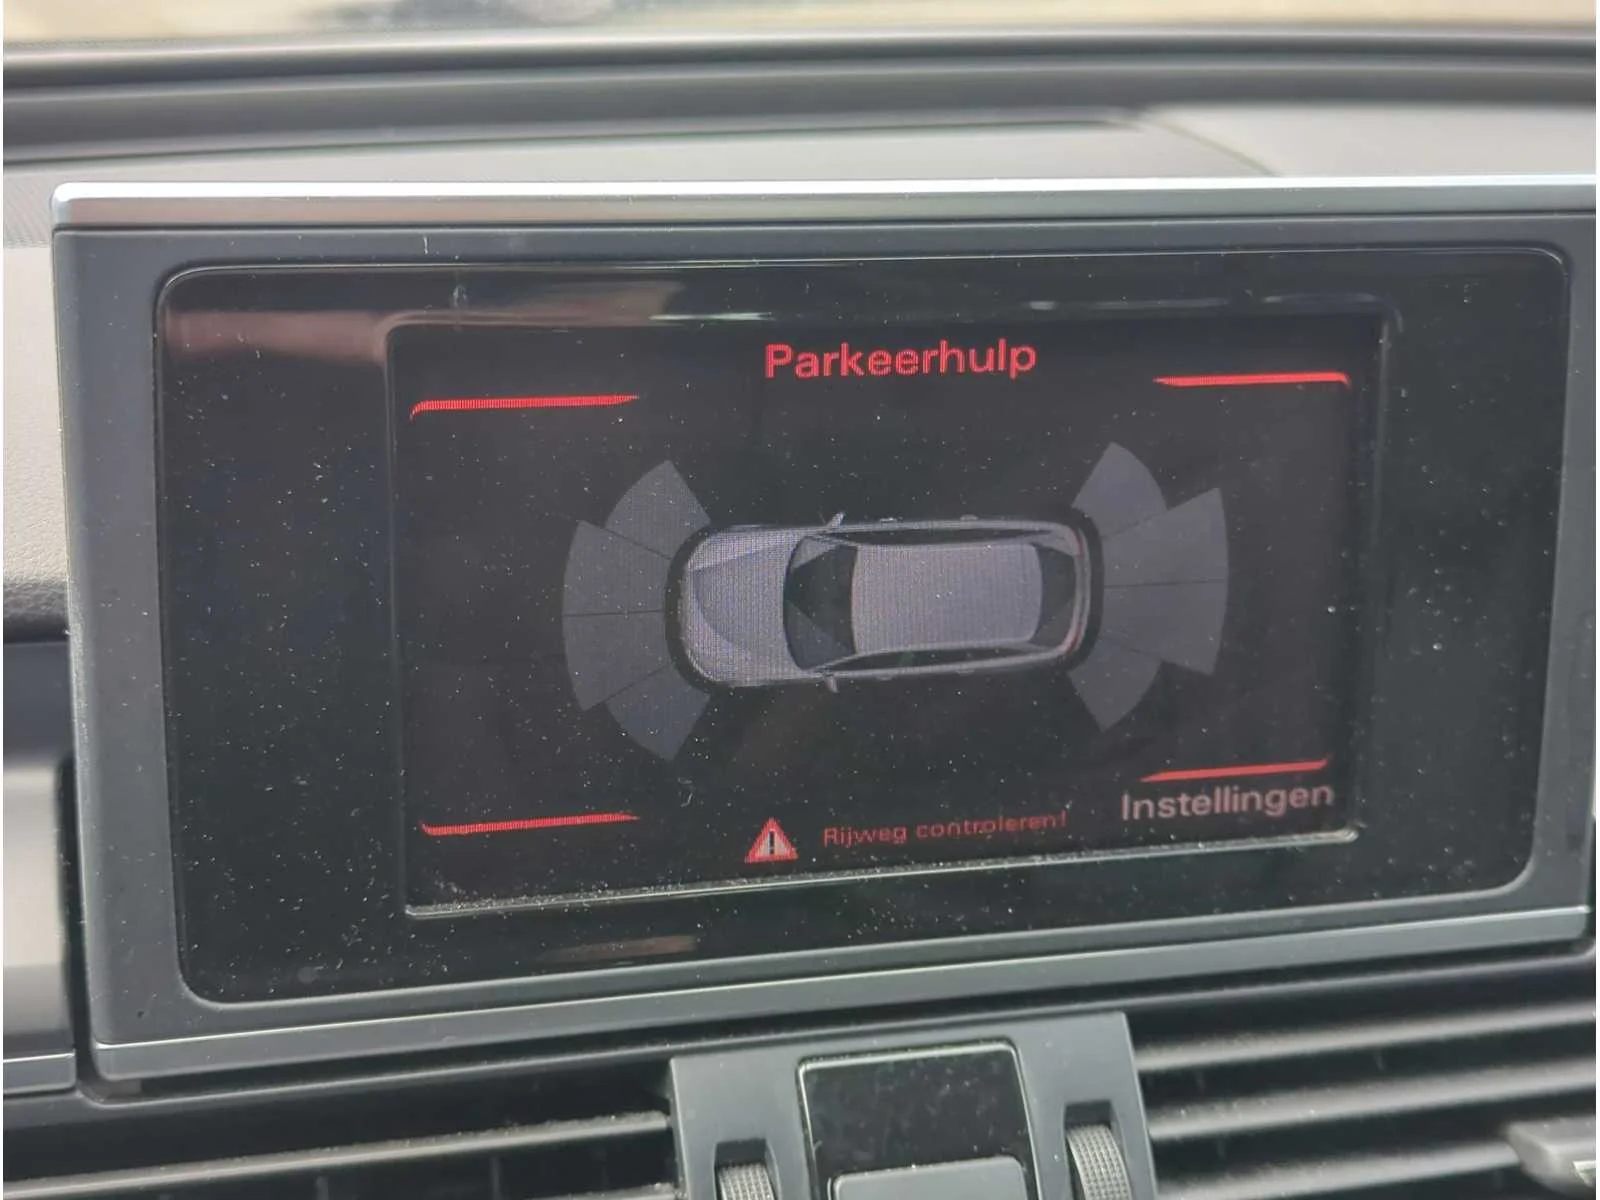 Parkeerhulp
Rijweg controleren!
Instellingen